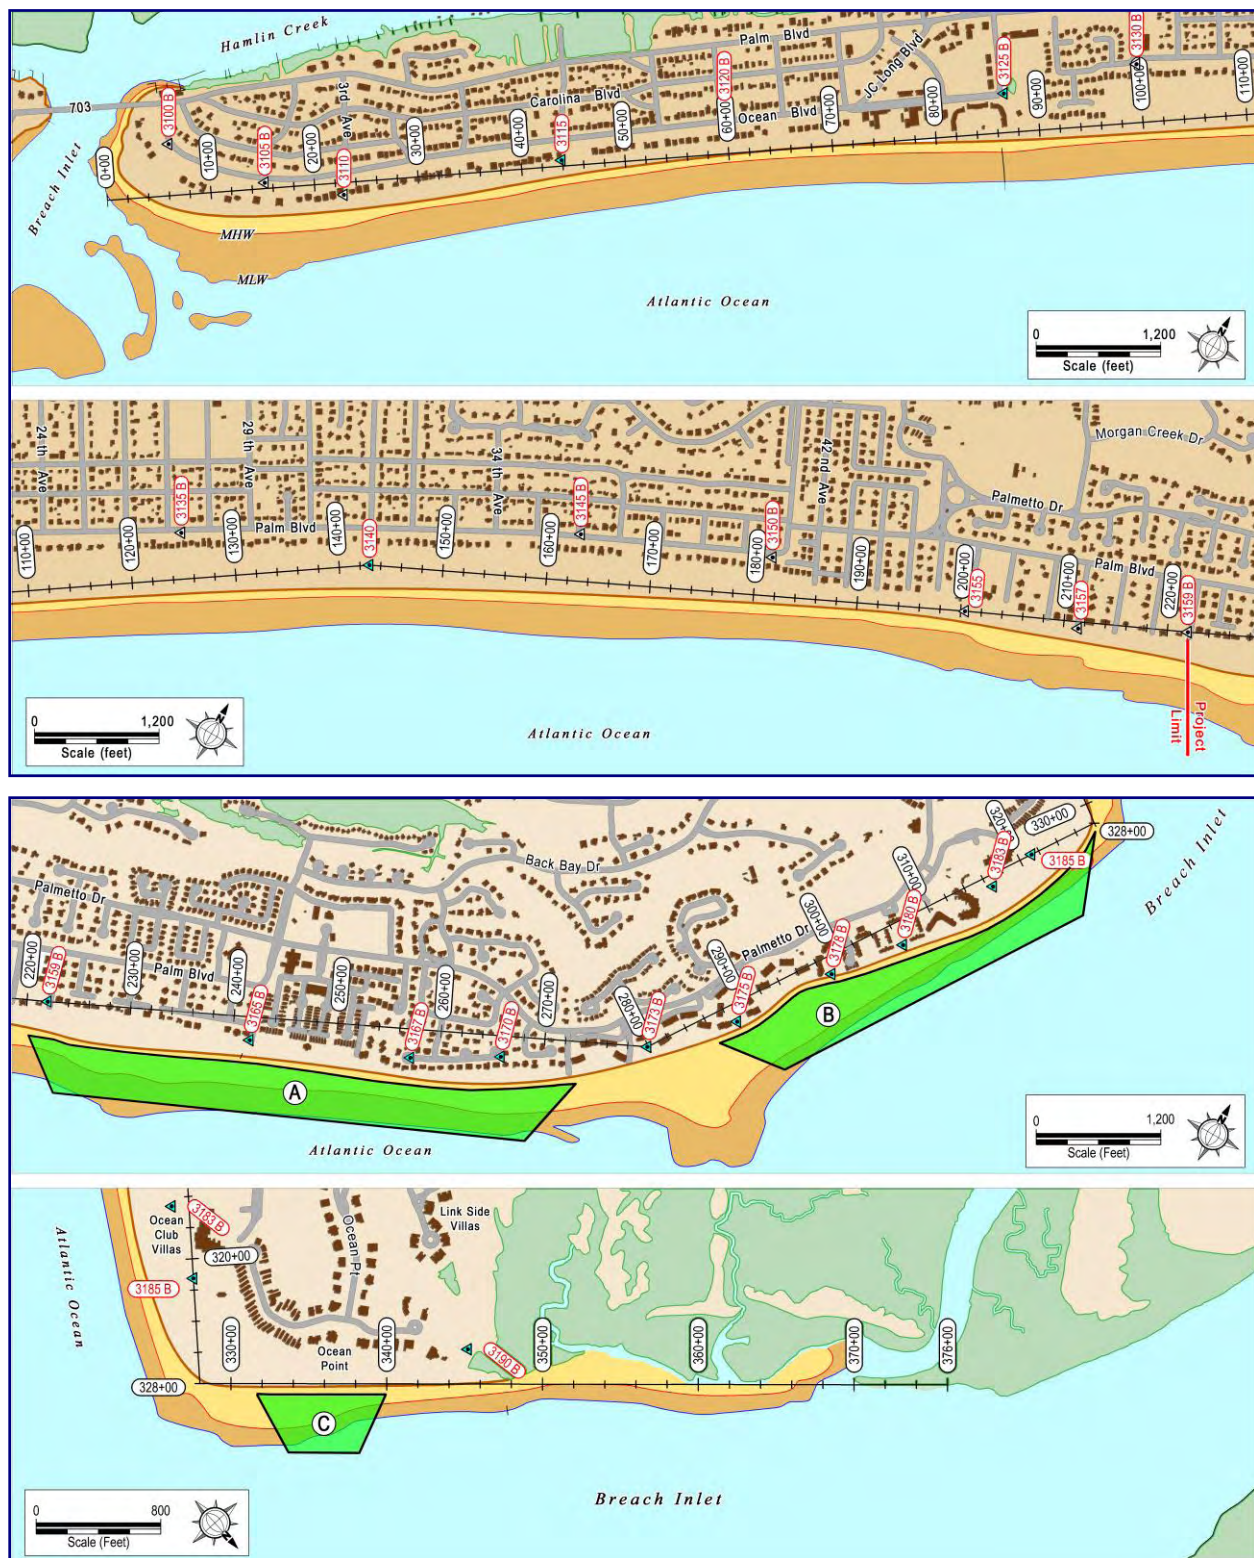 Hamlin Creek
703
3rd Ave
Carolina Blvd
Palm Blvd
Ocean Blvd
JC Long Blvd
Breach Inlet
0+00
3100 B
10+00
3105 B
20+00
3110
30+00
40+00
3115
50+00
3120 B
60+00
70+00
80+00
3125 B
90+00
3130 B
100+00
110+00
MHW
MLW
Atlantic Ocean
0 1,200
Scale (feet)
N
24 th Ave
29 th Ave
34 th Ave
42 nd Ave
Morgan Creek Dr
Palmetto Dr
Palm Blvd
Palm Blvd
110+00
120+00
3135 B
130+00
140+00
3140
150+00
160+00
3145 B
170+00
180+00
3150 B
190+00
200+00
3155
210+00
3157
220+00
3159 B
Project
Limit
Atlantic Ocean
0 1,200
Scale (feet)
N
Palmetto Dr
Palm Blvd
Back Bay Dr
Palmetto Dr
220+00
3159 B
230+00
240+00
3165 B
250+00
3167 B
260+00
3170 B
270+00
280+00
3173 B
290+00
3175 B
300+00
3178 B
310+00
3180 B
320+00
3183 B
330+00
3185 B
328+00
Breach Inlet
A
B
Atlantic Ocean
0 1,200
Scale (Feet)
N
Atlantic Ocean
3183 B
Ocean
Club
Villas
320+00
3185 B
328+00
330+00
Ocean Pt
Link Side
Villas
Ocean
Point
340+00
3190 B
350+00
360+00
370+00
376+00
C
Breach Inlet
0 800
Scale (Feet)
N